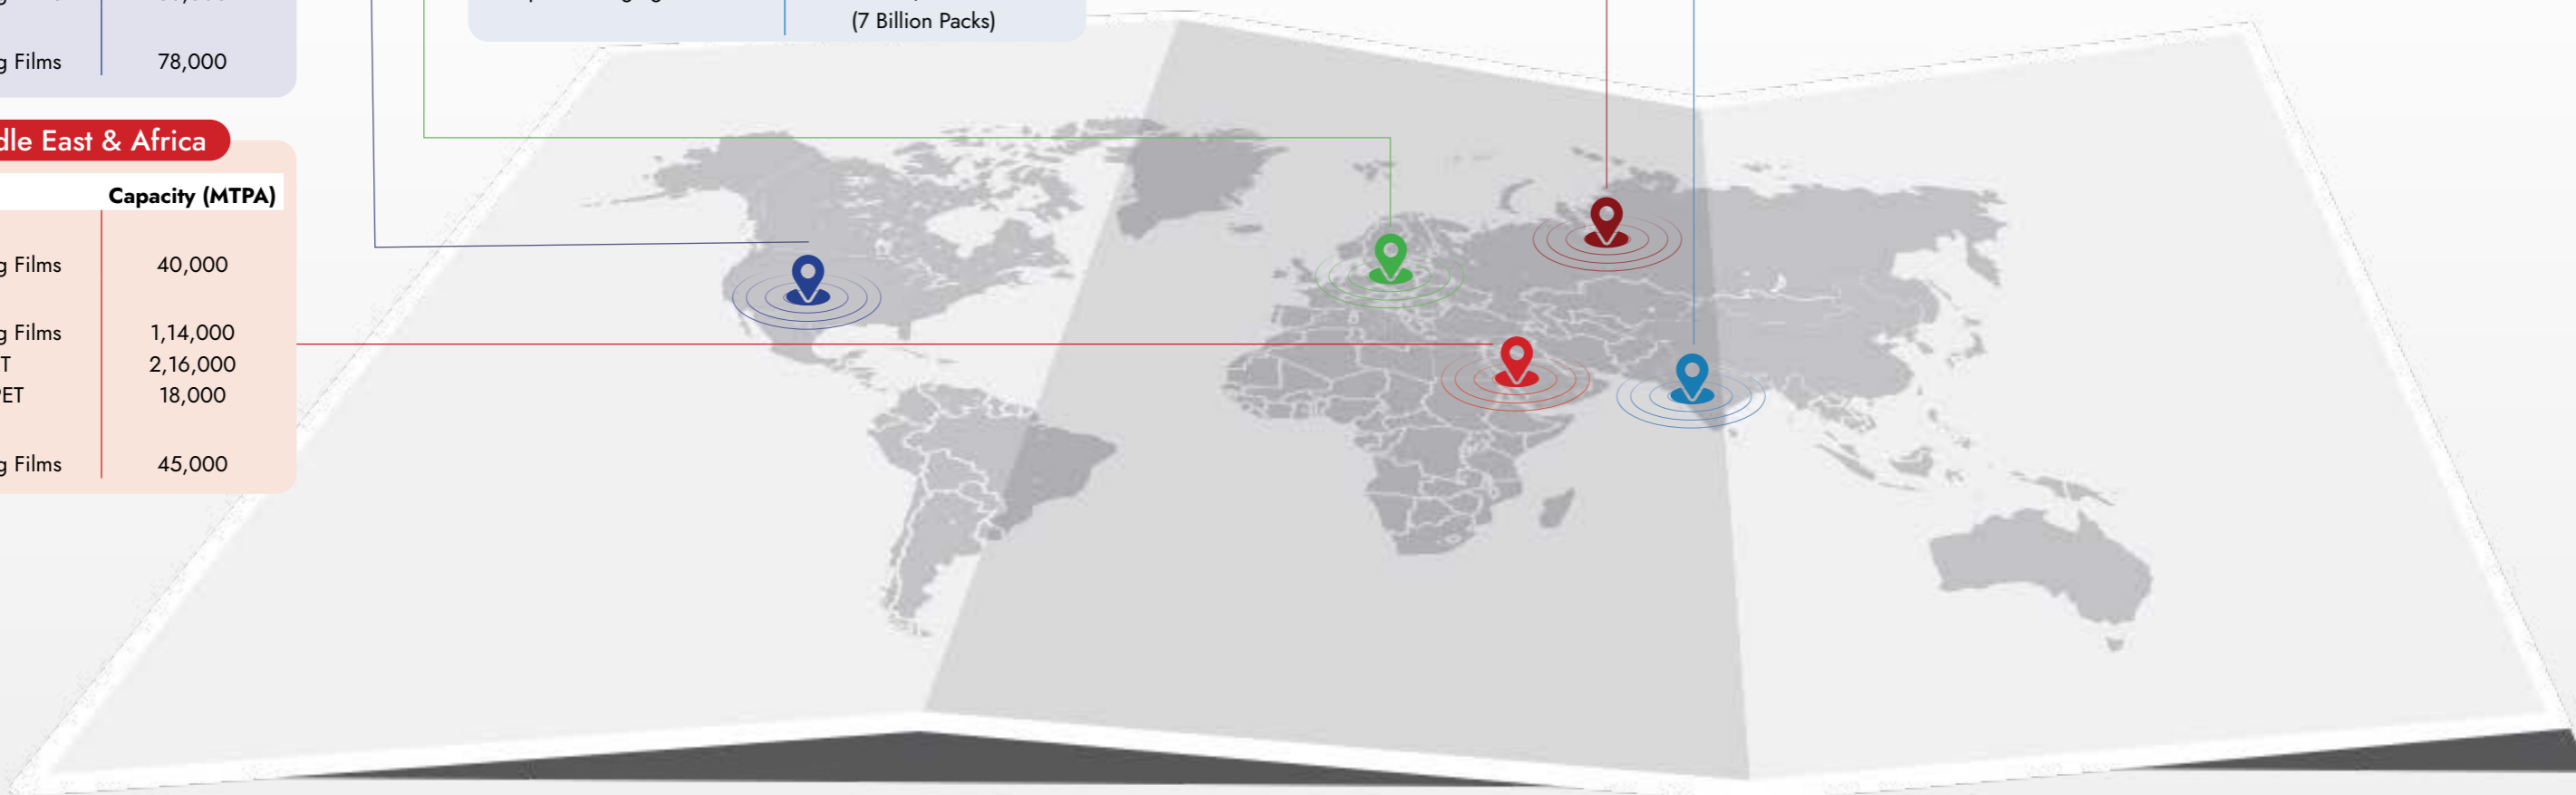 (7 Billion Packs)
g Films 78,000
dle East & Africa
Capacity (MTPA)
g Films 40,000
g Films 1,14,000
T 2,16,000
ET 18,000
g Films 45,000